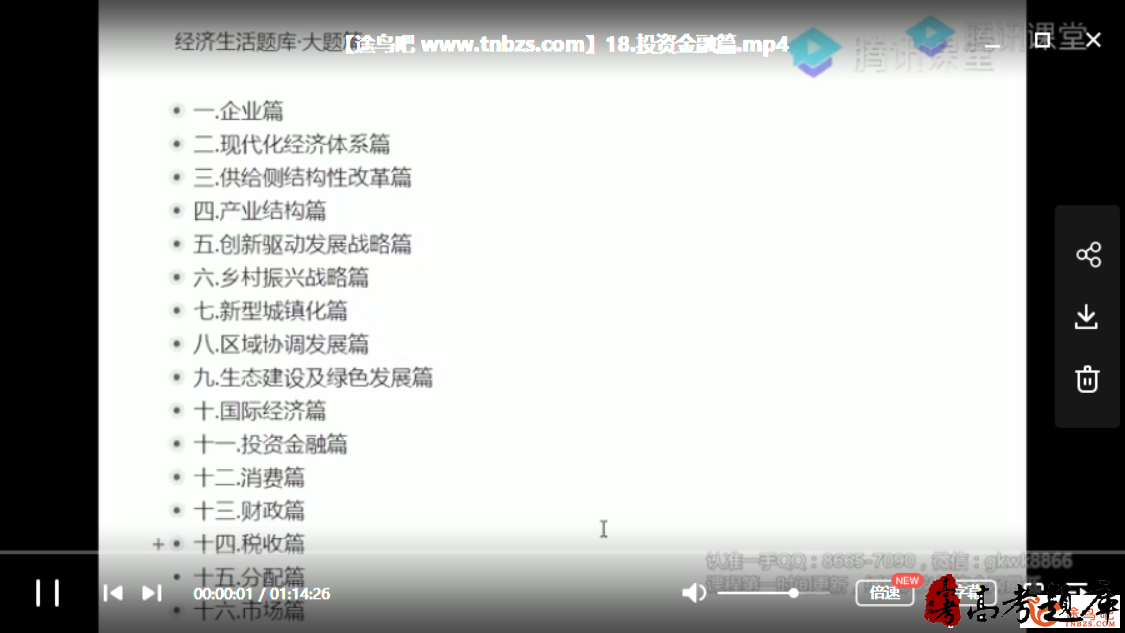 经济生活题库·大题篇
【途鸟吧 www.tnbzs.com】18.投资金融篇.mp4
腾讯课堂
腾讯课堂
一.企业篇
二.现代化经济体系篇
三.供给侧结构性改革篇
四.产业结构篇
五.创新驱动发展战略篇
六.乡村振兴战略篇
七.新型城镇化篇
八.区域协调发展篇
九.生态建设及绿色发展篇
十.国际经济篇
十一.投资金融篇
十二.消费篇
十三.财政篇
+ 十四.税收篇
认准一手QQ：8635-7090，微信：gkwk8866
十五.分配篇
课程第一时间更新
00:00:01 / 01:14:26
倍速
NEW
字幕
高考题库
途鸟吧
TNBZS.COM
十六.市场篇